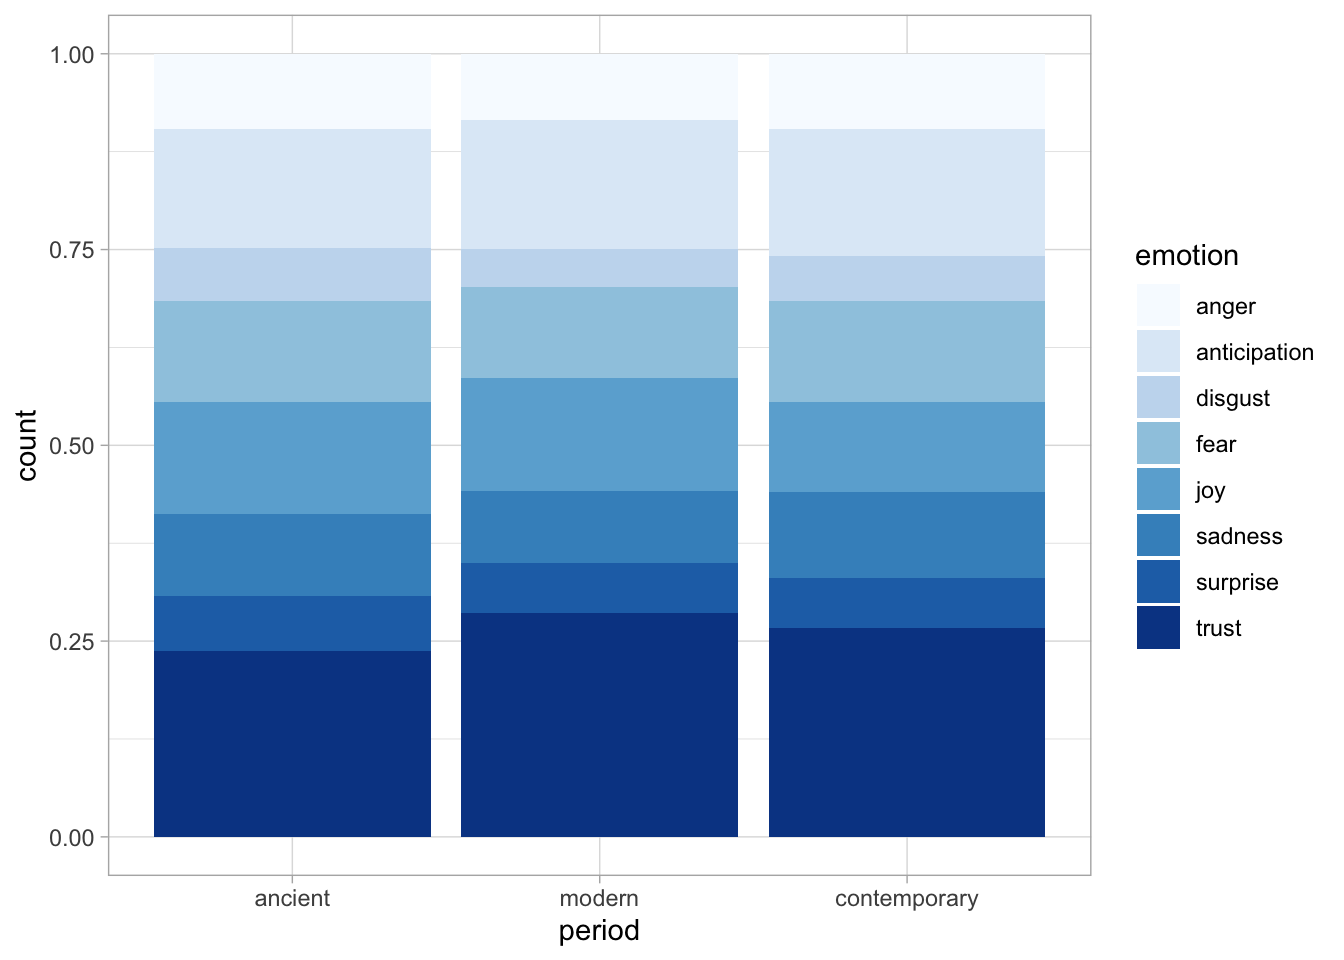 1.00
0.75
0.50
0.25
0.00
count
ancient
modern
contemporary
period
emotion
anger
anticipation
disgust
fear
joy
sadness
surprise
trust